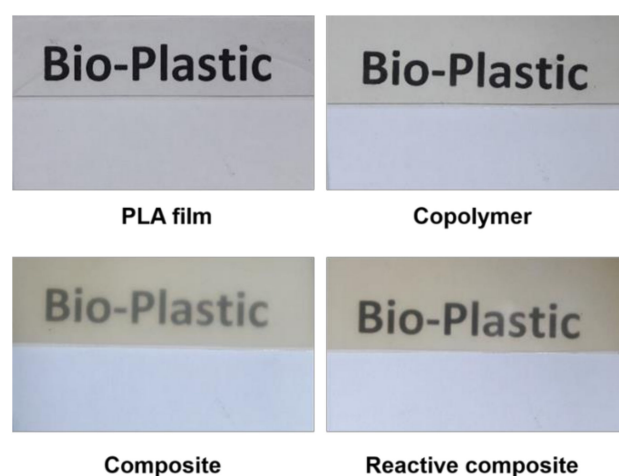 Bio-Plastic
Bio-Plastic
PLA film
Copolymer
Bio-Plastic
Bio-Plastic
Composite
Reactive composite